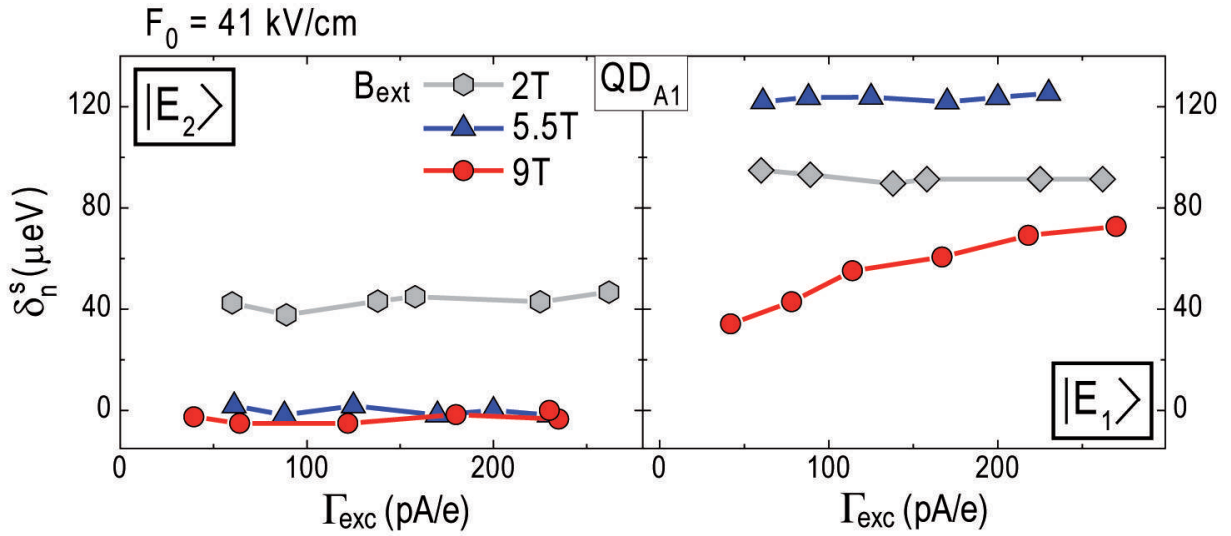 F₀ = 41 kV/cm
|E₂⟩
B_ext
2T
5.5T
9T
QD_A1
|E₁⟩
δₙˢ (μeV)
120
80
40
0
120
80
40
0
0 100 200
0 100 200
Γ_exc (pA/e)
Γ_exc (pA/e)